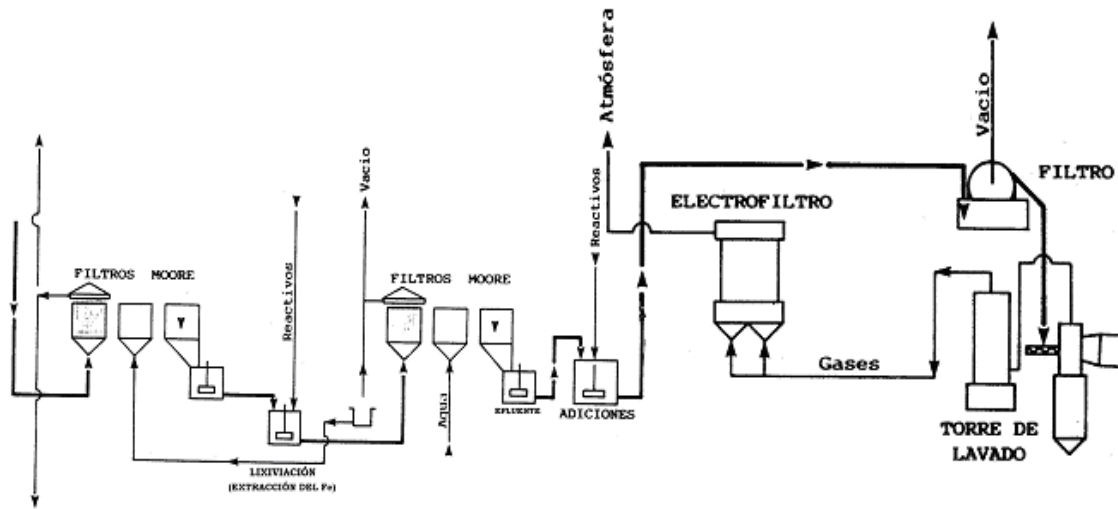 Atmósfera
Vacio
FILTRO
ELECTROFILTRO
Reactivos
Vacio
FILTROS MOORE
Reactivos
FILTROS MOORE
Gases
Aqua
EFLUENTE
ADICIONES
TORRE DE
LAVADO
LIXIVIACIÓN
(EXTRACCIÓN DEL Fe)